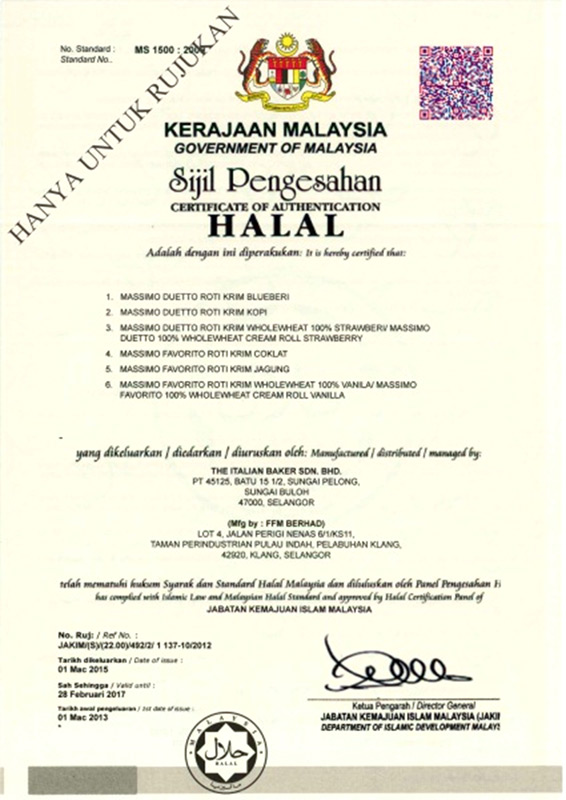 HANYA UNTUK RUJUKAN
No. Standard : MS 1500 : 2009
Standard No..
KERAJAAN MALAYSIA
GOVERNMENT OF MALAYSIA
Sijil Pengesahan
CERTIFICATE OF AUTHENTICATION
HALAL
Adalah dengan ini diperakukan: It is hereby certified that:
1. MASSIMO DUETTO ROTI KRIM BLUEBERI
2. MASSIMO DUETTO ROTI KRIM KOPI
3. MASSIMO DUETTO ROTI KRIM WHOLEWHEAT 100% STRAWBERI/ MASSIMO
DUETTO 100% WHOLEWHEAT CREAM ROLL STRAWBERRY
4. MASSIMO FAVORITO ROTI KRIM COKLAT
5. MASSIMO FAVORITO ROTI KRIM JAGUNG
6. MASSIMO FAVORITO ROTI KRIM WHOLEWHEAT 100% VANILA/ MASSIMO
FAVORITO 100% WHOLEWHEAT CREAM ROLL VANILLA
yang dikeluarkan / diedarkan / diuruskan oleh: Manufactured / distributed / managed by:
THE ITALIAN BAKER SDN. BHD.
PT 45125, BATU 15 1/2, SUNGAI PELONG,
SUNGAI BULOH
47000, SELANGOR
(Mfg by : FFM BERHAD)
LOT 4, JALAN PERIGI NENAS 6/1/KS11,
TAMAN PERINDUSTRIAN PULAU INDAH, PELABUHAN KLANG,
42920, KLANG, SELANGOR
telah mematuhi hukum Syarak dan Standard Halal Malaysia dan diluluskan oleh Panel Pengesahan H
has complied with Islamic Law and Malaysian Halal Standard and approved by Halal Certification Panel of
JABATAN KEMAJUAN ISLAM MALAYSIA
No. Ruj: / Ref No. :
JAKIM/(S)/(22.00)/492/2/ 1 137-10/2012
Tarikh dikeluarkan / Date of issue :
01 Mac 2015
Sah Sehingga / Valid until :
28 Februari 2017
Tarikh awal pengeluaran / 1st date of issue :
01 Mac 2013
Ketua Pengarah / Director General
JABATAN KEMAJUAN ISLAM MALAYSIA (JAKI
DEPARTMENT OF ISLAMIC DEVELOPMENT MALAYS
MALAYSIA
حلال
HALAL
ماليزيا